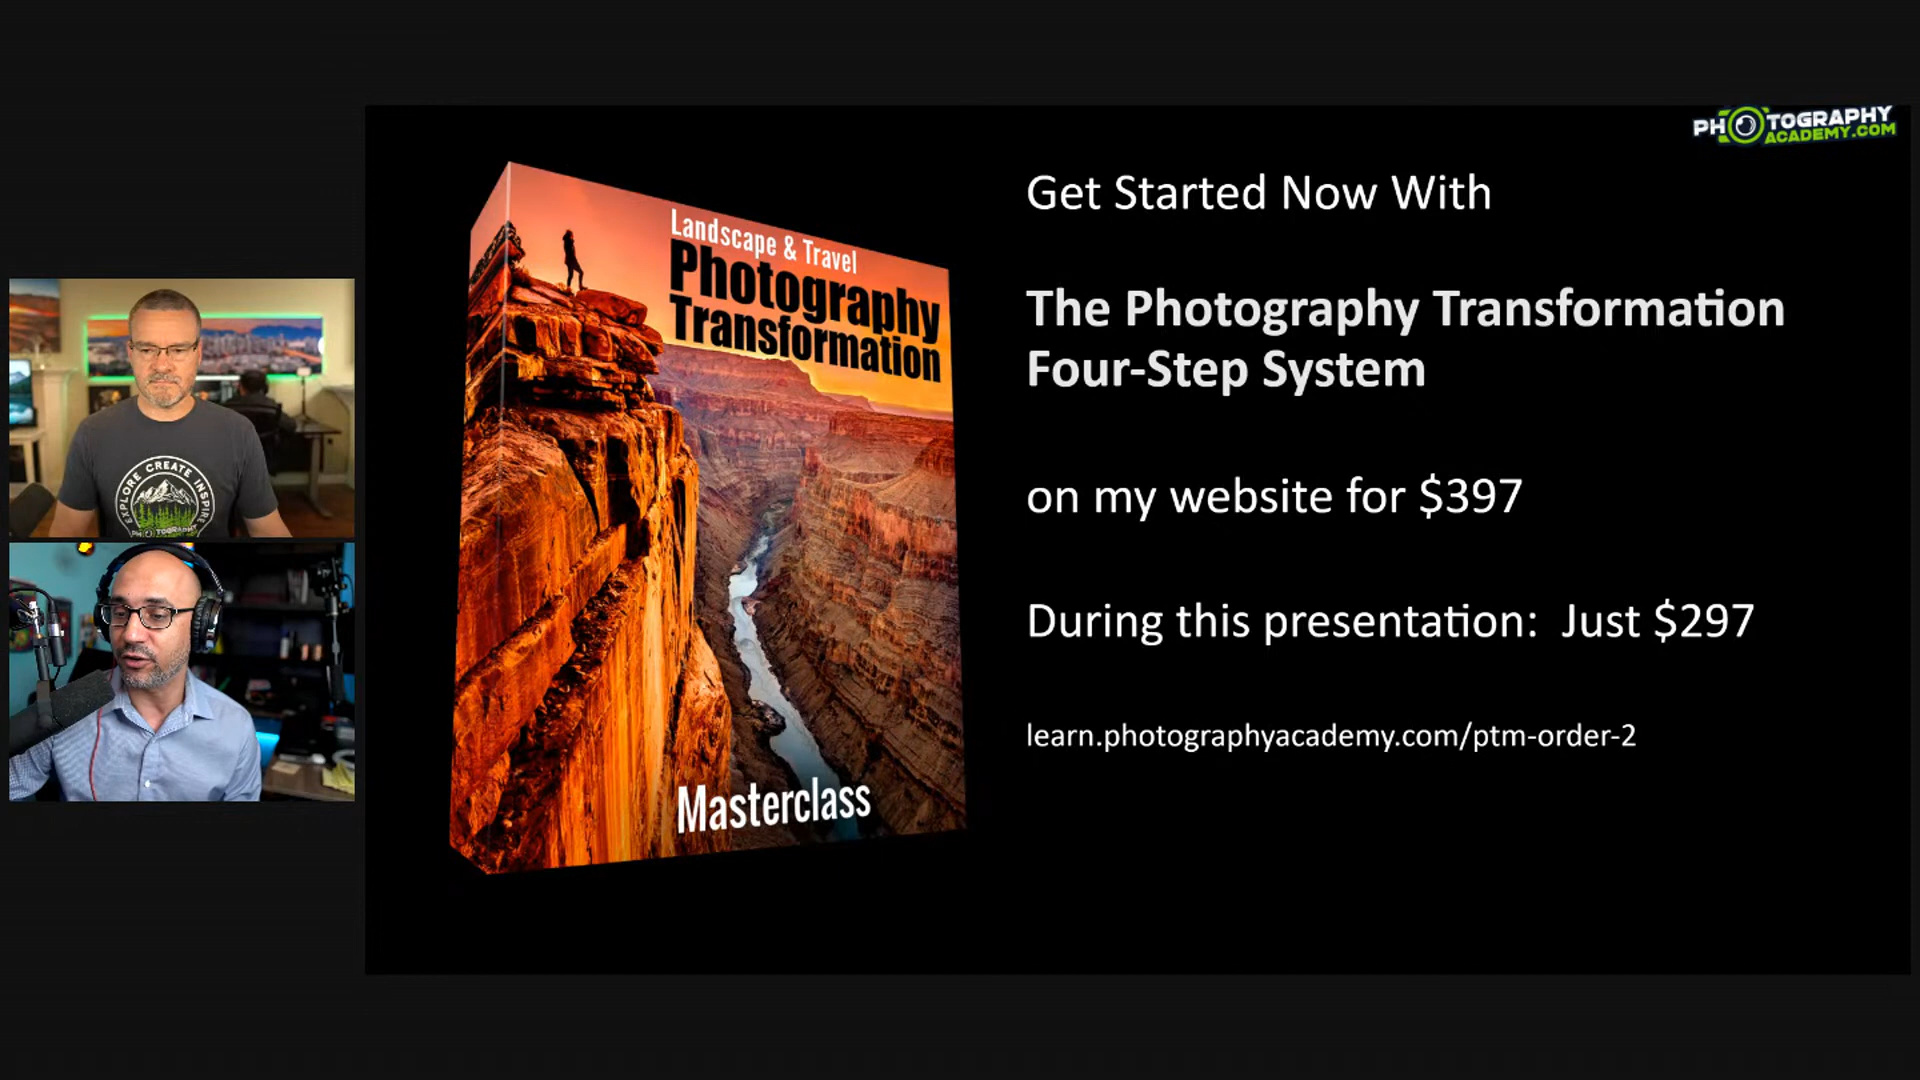 PHOTOGRAPHY
ACADEMY.COM
Landscape & Travel
Photography
Transformation
Masterclass
Get Started Now With
The Photography Transformation
Four-Step System
on my website for $397
During this presentation: Just $297
learn.photographyacademy.com/ptm-order-2
EXPLORE CREATE INSPIRE
PHOTOGRAPHY